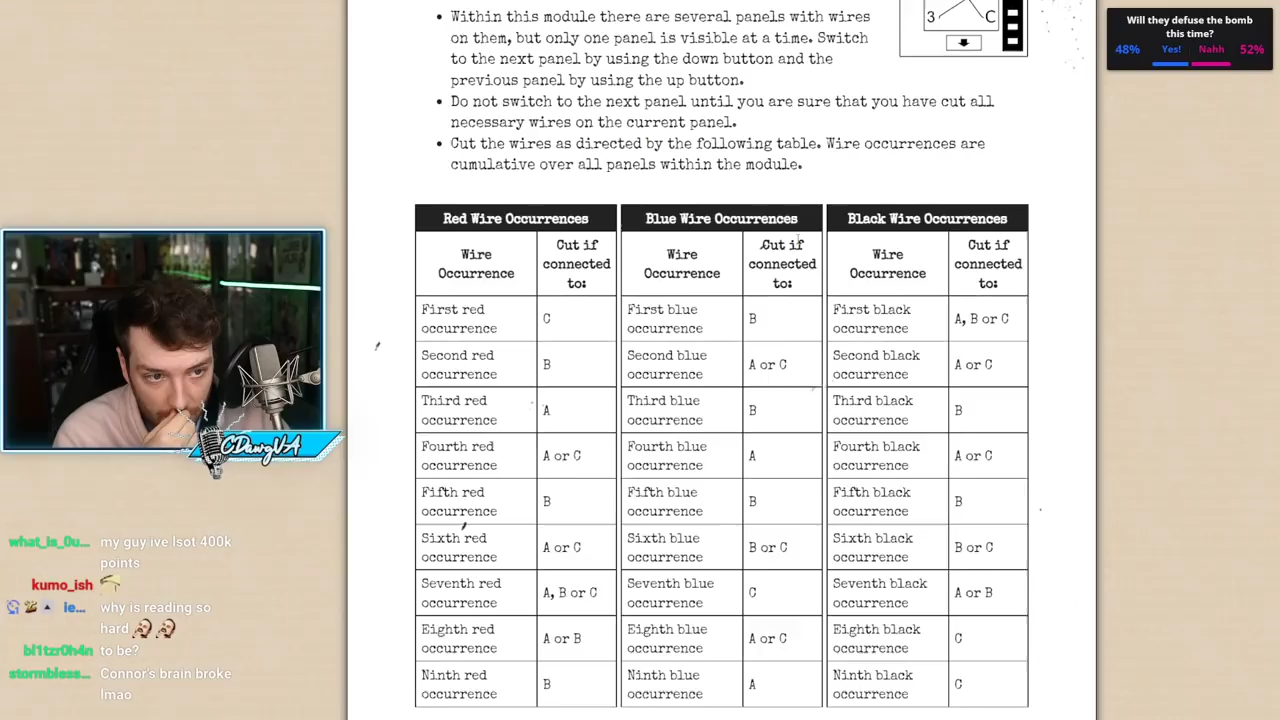 3 C
Within this module there are several panels with wires
on them, but only one panel is visible at a time. Switch
to the next panel by using the down button and the
previous panel by using the up button.
Do not switch to the next panel until you are sure that you have cut all
necessary wires on the current panel.
Cut the wires as directed by the following table. Wire occurrences are
cumulative over all panels within the module.
Red Wire Occurrences
Wire
Occurrence
Cut if
connected
to:
First red
occurrence
C
Second red
occurrence
B
Third red
occurrence
A
Fourth red
occurrence
A or C
Fifth red
occurrence
B
Sixth red
occurrence
A or C
Seventh red
occurrence
A, B or C
Eighth red
occurrence
A or B
Ninth red
occurrence
B
Blue Wire Occurrences
Wire
Occurrence
Cut if
connected
to:
First blue
occurrence
B
Second blue
occurrence
A or C
Third blue
occurrence
B
Fourth blue
occurrence
A
Fifth blue
occurrence
B
Sixth blue
occurrence
B or C
Seventh blue
occurrence
C
Eighth blue
occurrence
A or C
Ninth blue
occurrence
A
Black Wire Occurrences
Wire
Occurrence
Cut if
connected
to:
First black
occurrence
A, B or C
Second black
occurrence
A or C
Third black
occurrence
B
Fourth black
occurrence
A or C
Fifth black
occurrence
B
Sixth black
occurrence
B or C
Seventh black
occurrence
A or B
Eighth black
occurrence
C
Ninth black
occurrence
C
Will they defuse the bomb
this time?
48% Yes! Nahh 52%
CDawgVA
what_is_0u... my guy ive lsot 400k
points
kumo_ish
ie... why is reading so
hard
bl1tzr0h4n to be?
stormbless... Connor's brain broke
lmao